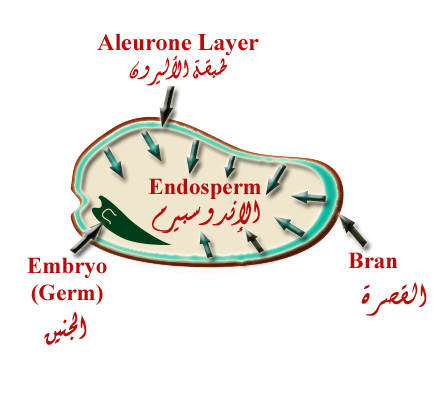 Aleurone Layer
طبقة الأليرون
Endosperm
الإندوسبيرم
Embryo
(Germ)
الجنين
Bran
القصرة